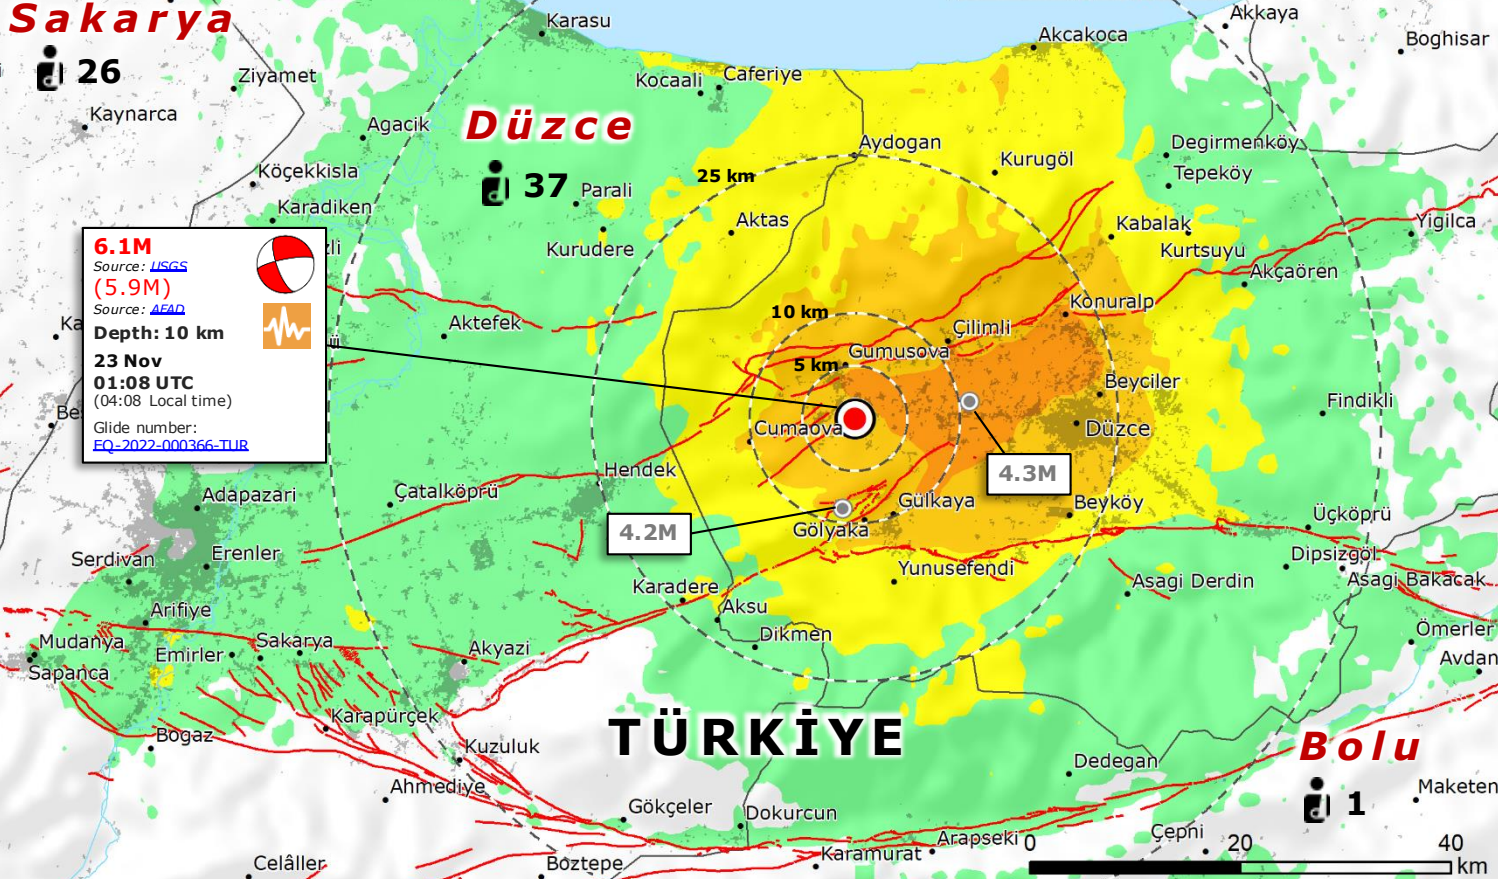 Sakarya
26
Karasu
Akkaya
Akcakoca
Boghisar
Ziyamet
Kocaali
Caferiye
Kaynarca
Agacik
Düzce
37
Aydogan
Kurugöl
Degirmenköy
Tepeköy
Köçekkisla
25 km
Parali
Karadiken
Aktas
Kabalak
Yigilca
Kurudere
Kurtsuyu
Akçaören
6.1M
Source: USGS
(5.9M)
Source: AFAD
Depth: 10 km
23 Nov
01:08 UTC
(04:08 Local time)
Glide number:
EQ-2022-000366-TUR
zli
Ka
Be
Aktefek
10 km
Konuralp
Çilimli
Gumusova
5 km
Beyciler
Findikli
Cumaova
Düzce
Hendek
4.3M
Adapazari
Çatalköprü
Gülkaya
Beyköy
Üçköprü
4.2M
Gölyaka
Serdivan
Erenler
Dipsizgöl
Yunusefendi
Asagi Derdin
Asagi Bakacak
Karadere
Aksu
Arifiye
Dikmen
Ömerler
Mudanya
Emirler
Sakarya
Akyazi
Avdan
Sapanca
Karapürçek
TÜRKİYE
Bogaz
Kuzuluk
Bolu
Dedegan
Ahmediye
1
Maketen
Gökçeler
Dokurcun
Arapseki
Çepni
Celâller
Boztepe
Karamurat
0 20 40
km